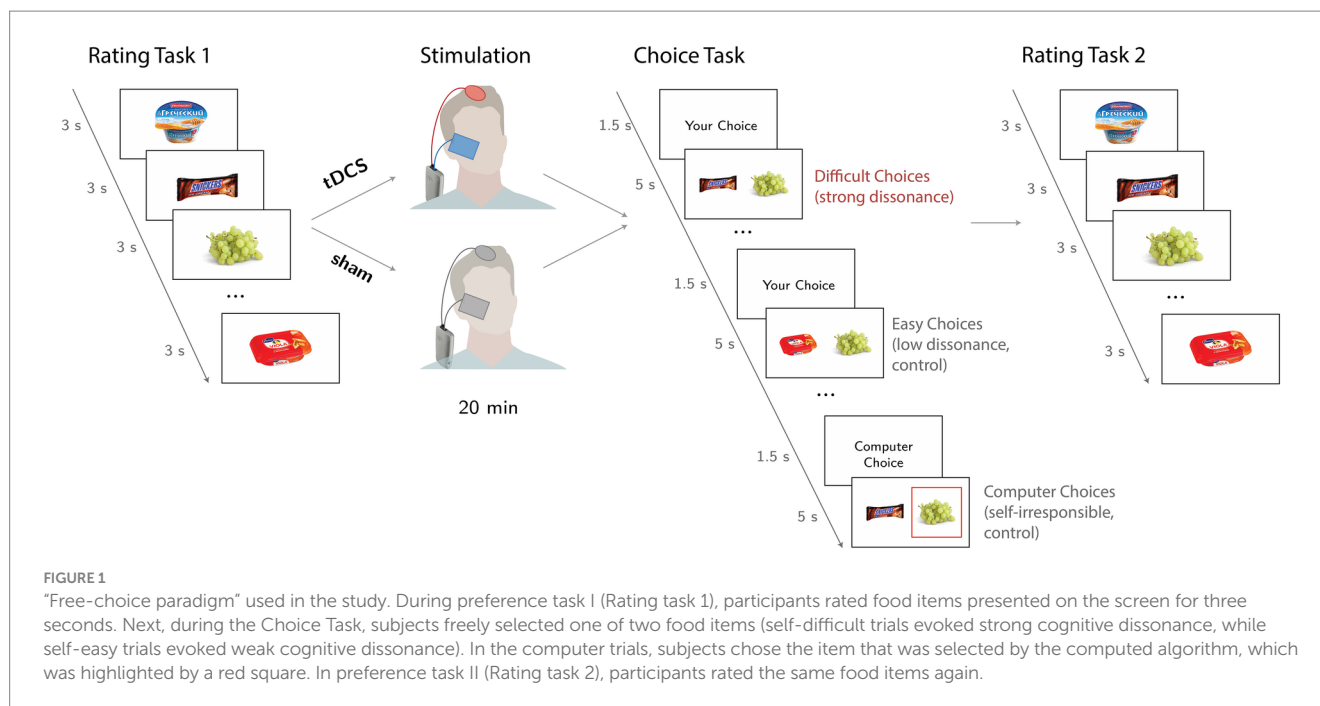 Rating Task 1
Stimulation
Choice Task
Rating Task 2
3 s
ГРЕЧЕСКИЙ
3 s
SNICKERS
3 s
...
3 s
VIOLA
tDCS
sham
20 min
1.5 s
Your Choice
5 s
SNICKERS
Difficult Choices
(strong dissonance)
...
1.5 s
Your Choice
5 s
VIOLA
Easy Choices
(low dissonance,
control)
...
1.5 s
Computer
Choice
5 s
SNICKERS
Computer Choices
(self-irresponsible,
control)
3 s
ГРЕЧЕСКИЙ
3 s
SNICKERS
3 s
...
3 s
VIOLA
FIGURE 1
"Free-choice paradigm" used in the study. During preference task I (Rating task 1), participants rated food items presented on the screen for three
seconds. Next, during the Choice Task, subjects freely selected one of two food items (self-difficult trials evoked strong cognitive dissonance, while
self-easy trials evoked weak cognitive dissonance). In the computer trials, subjects chose the item that was selected by the computed algorithm, which
was highlighted by a red square. In preference task II (Rating task 2), participants rated the same food items again.